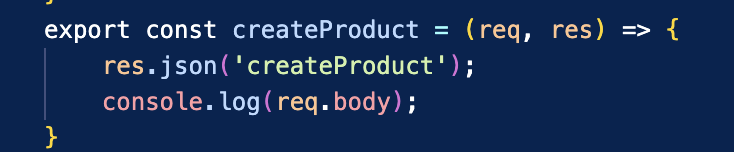 export const createProduct = (req, res) => {
    res.json('createProduct');
    console.log(req.body);
}